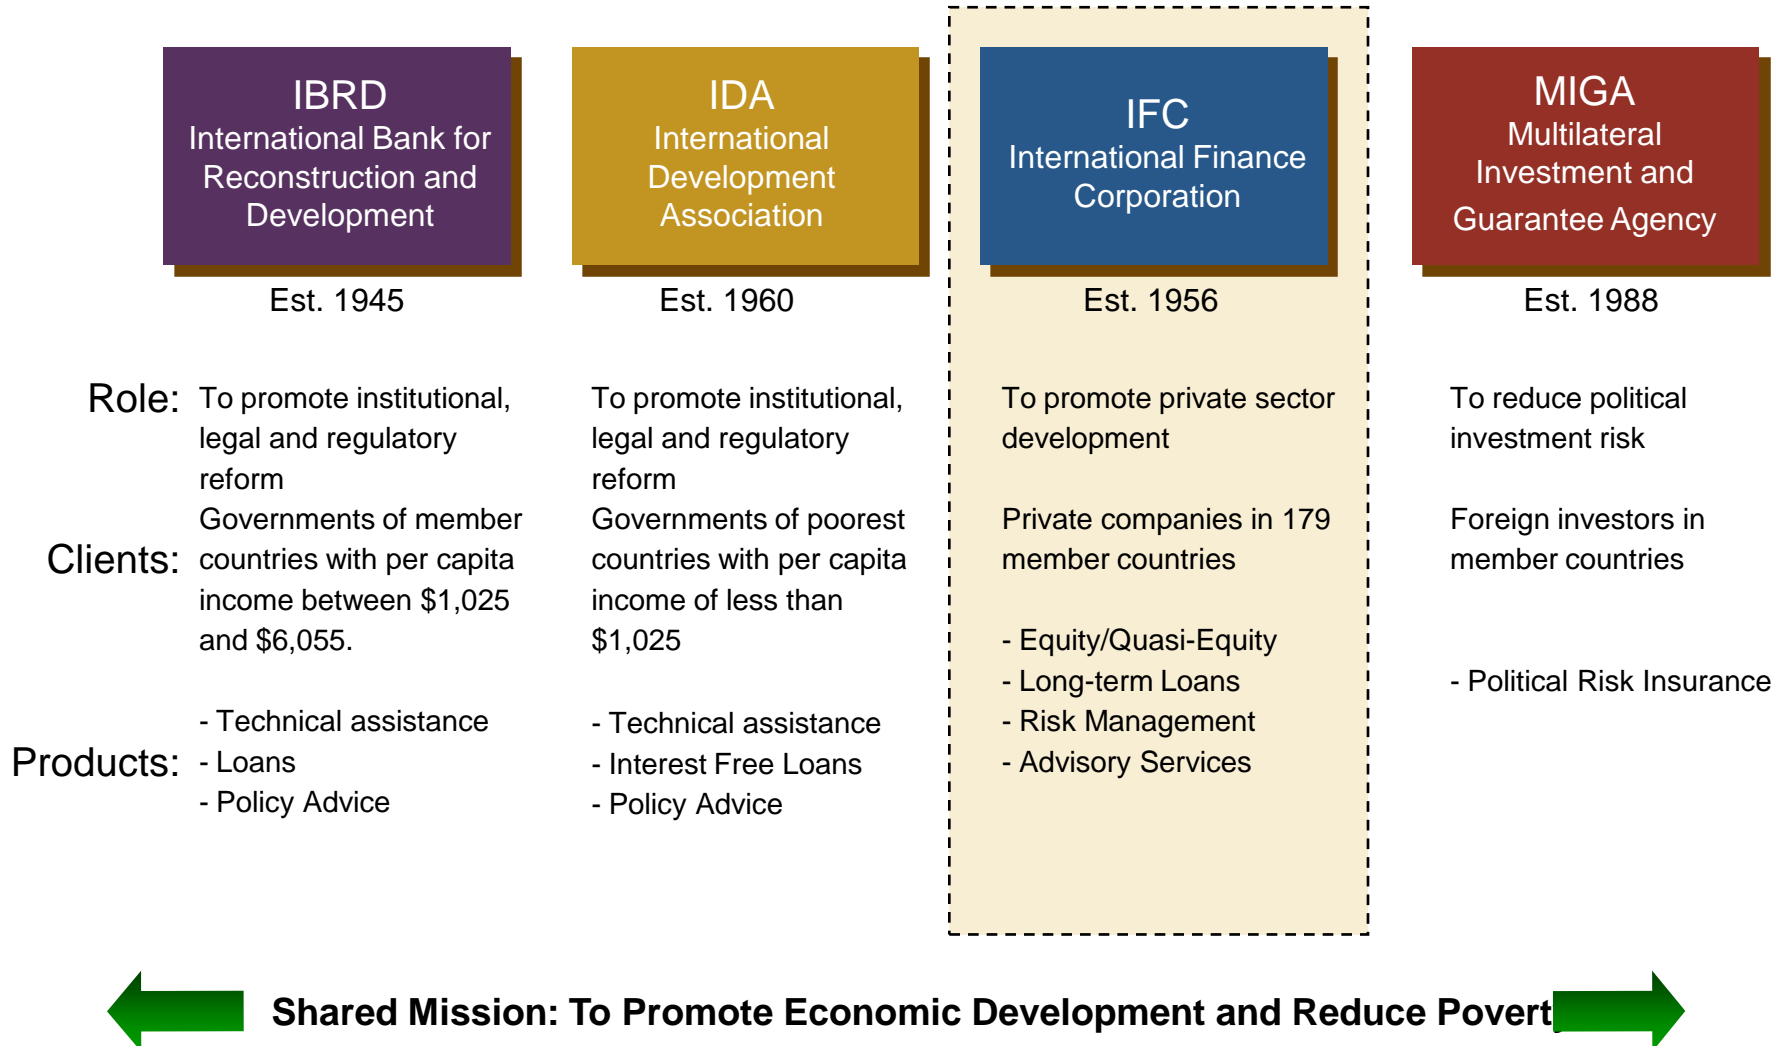 IBRD
International Bank for
Reconstruction and
Development
Est. 1945
IDA
International
Development
Association
Est. 1960
IFC
International Finance
Corporation
Est. 1956
MIGA
Multilateral
Investment and
Guarantee Agency
Est. 1988
Role:
To promote institutional,
legal and regulatory
reform
To promote institutional,
legal and regulatory
reform
To promote private sector
development
To reduce political
investment risk
Clients:
Governments of member
countries with per capita
income between $1,025
and $6,055.
Governments of poorest
countries with per capita
income of less than
$1,025
Private companies in 179
member countries
Foreign investors in
member countries
Products:
- Technical assistance
- Loans
- Policy Advice
- Technical assistance
- Interest Free Loans
- Policy Advice
- Equity/Quasi-Equity
- Long-term Loans
- Risk Management
- Advisory Services
- Political Risk Insurance
Shared Mission: To Promote Economic Development and Reduce Poverty